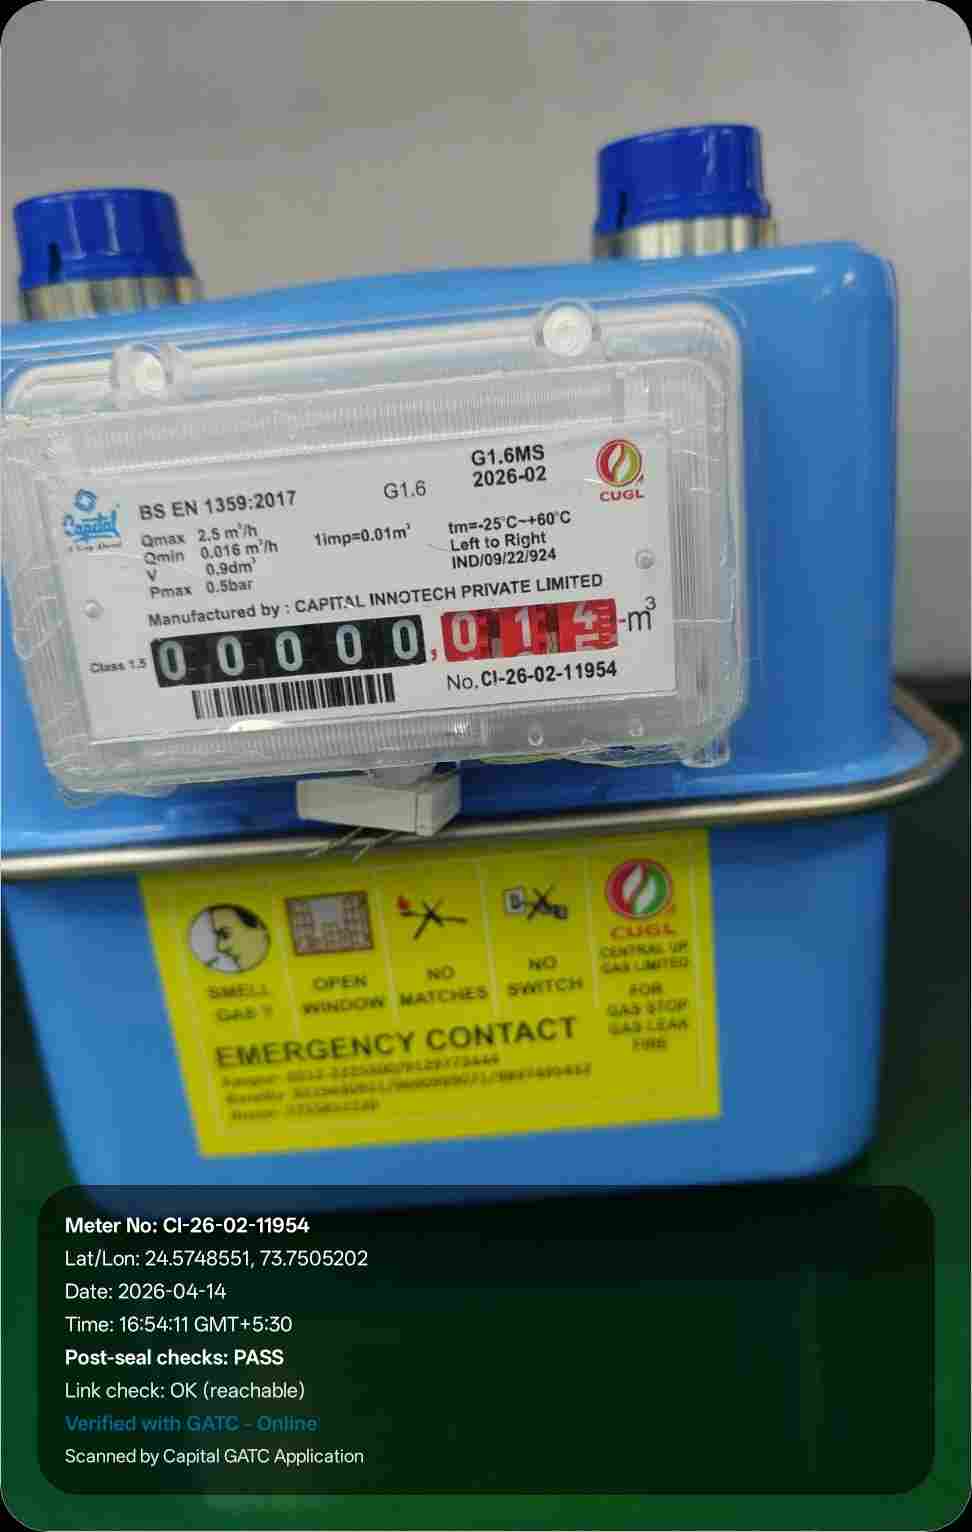 G1.6MS
2026-02
G1.6
CUGL
Capital
BS EN 1359:2017
Qmax 2.5 m³/h
Qmin 0.016 m³/h
V 0.9dm³
Pmax 0.5bar
1imp=0.01m³
tm=-25°C~+60°C
Left to Right
IND/09/22/924
Manufactured by : CAPITAL INNOTECH PRIVATE LIMITED
Class 1.5
00000,014-m³
No. CI-26-02-11954
SMELL GAS ?
OPEN WINDOW
NO MATCHES
NO SWITCH
CUGL
CENTRAL UP
GAS LIMITED
FOR
GAS STOP
GAS LEAK
FIRE
EMERGENCY CONTACT
Meter No: CI-26-02-11954
Lat/Lon: 24.5748551, 73.7505202
Date: 2026-04-14
Time: 16:54:11 GMT+5:30
Post-seal checks: PASS
Link check: OK (reachable)
Verified with GATC - Online
Scanned by Capital GATC Application